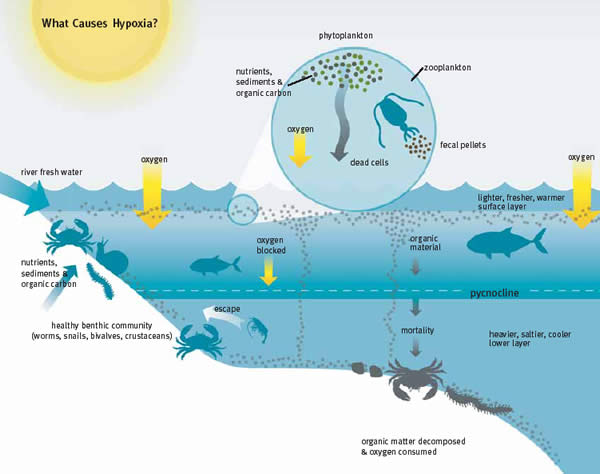 What Causes Hypoxia?
phytoplankton
nutrients,
sediments &
organic carbon
zooplankton
oxygen
fecal pellets
dead cells
oxygen
oxygen
river fresh water
lighter, fresher, warmer
surface layer
oxygen
blocked
organic
material
nutrients,
sediments &
organic carbon
pycnocline
escape
healthy benthic community
(worms, snails, bivalves, crustaceans)
mortality
heavier, saltier, cooler
lower layer
organic matter decomposed
& oxygen consumed